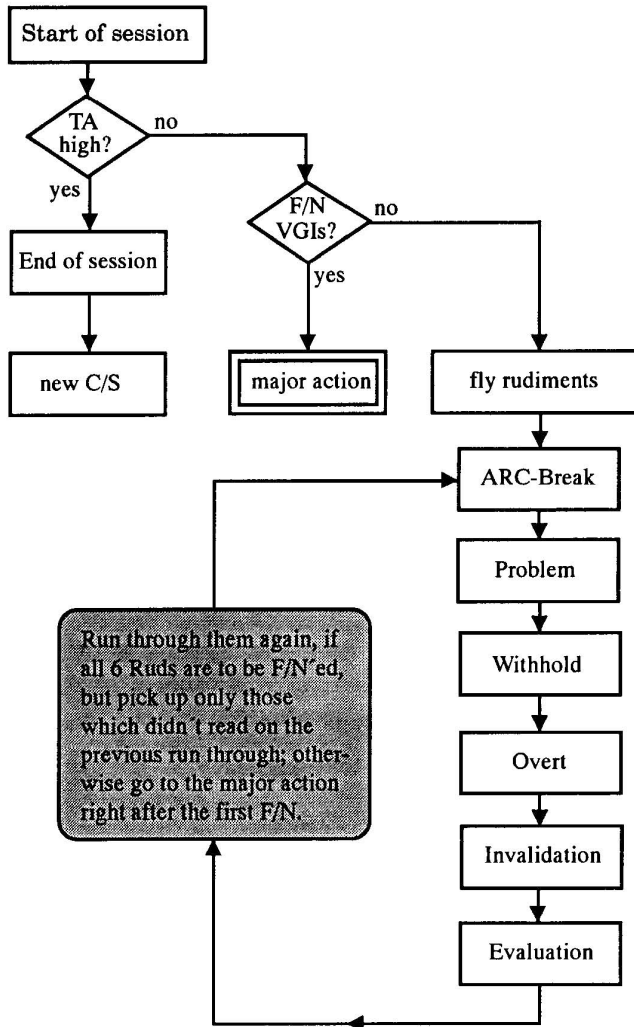 Start of session
TA
high?
no
yes
F/N
VGIs?
no
yes
End of session
new C/S
major action
fly rudiments
ARC-Break
Problem
Withhold
Overt
Invalidation
Evaluation
Run through them again, if
all 6 Ruds are to be F/N´ed,
but pick up only those
which didn´t read on the
previous run through; other-
wise go to the major action
right after the first F/N.